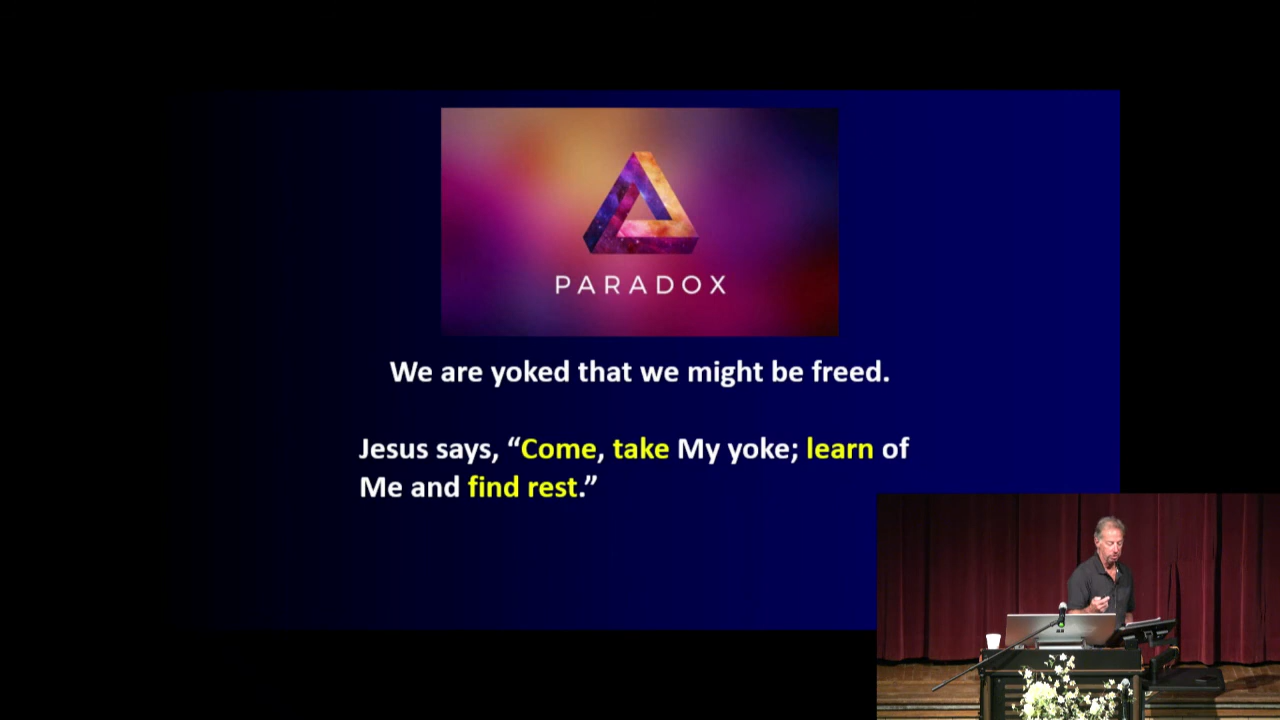 PARADOX
We are yoked that we might be freed.
Jesus says, “Come, take My yoke; learn of
Me and find rest.”